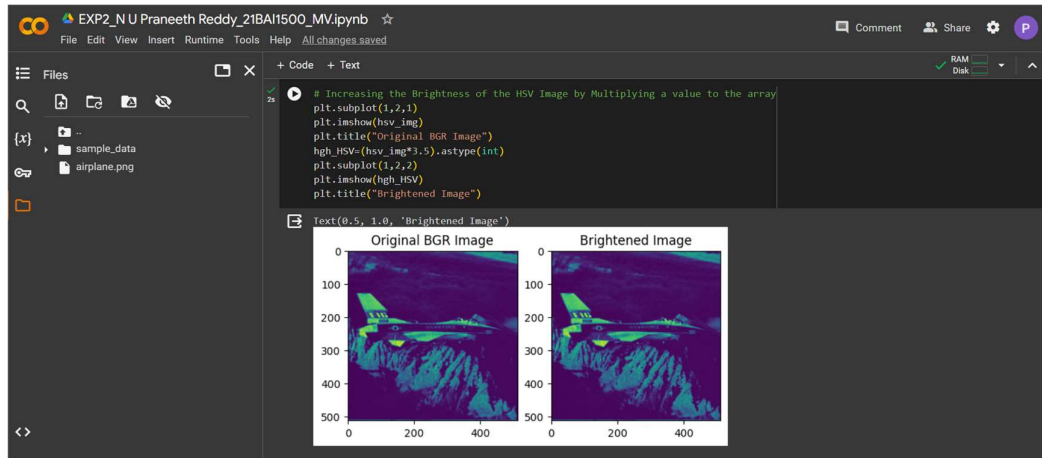 EXP2_N U Praneeth Reddy_21BAI1500_MV.ipynb
File Edit View Insert Runtime Tools Help All changes saved
Comment Share P
Files
+ Code + Text
RAM
Disk
{x}
..
sample_data
airplane.png
2s
# Increasing the Brightness of the HSV Image by Multiplying a value to the array
plt.subplot(1,2,1)
plt.imshow(hsv_img)
plt.title("Original BGR Image")
hgh_HSV=(hsv_img*3.5).astype(int)
plt.subplot(1,2,2)
plt.imshow(hgh_HSV)
plt.title("Brightened Image")
Text(0.5, 1.0, 'Brightened Image')
Original BGR Image Brightened Image
0 0
100 100
200 200
300 300
400 400
500 500
0 200 400 0 200 400